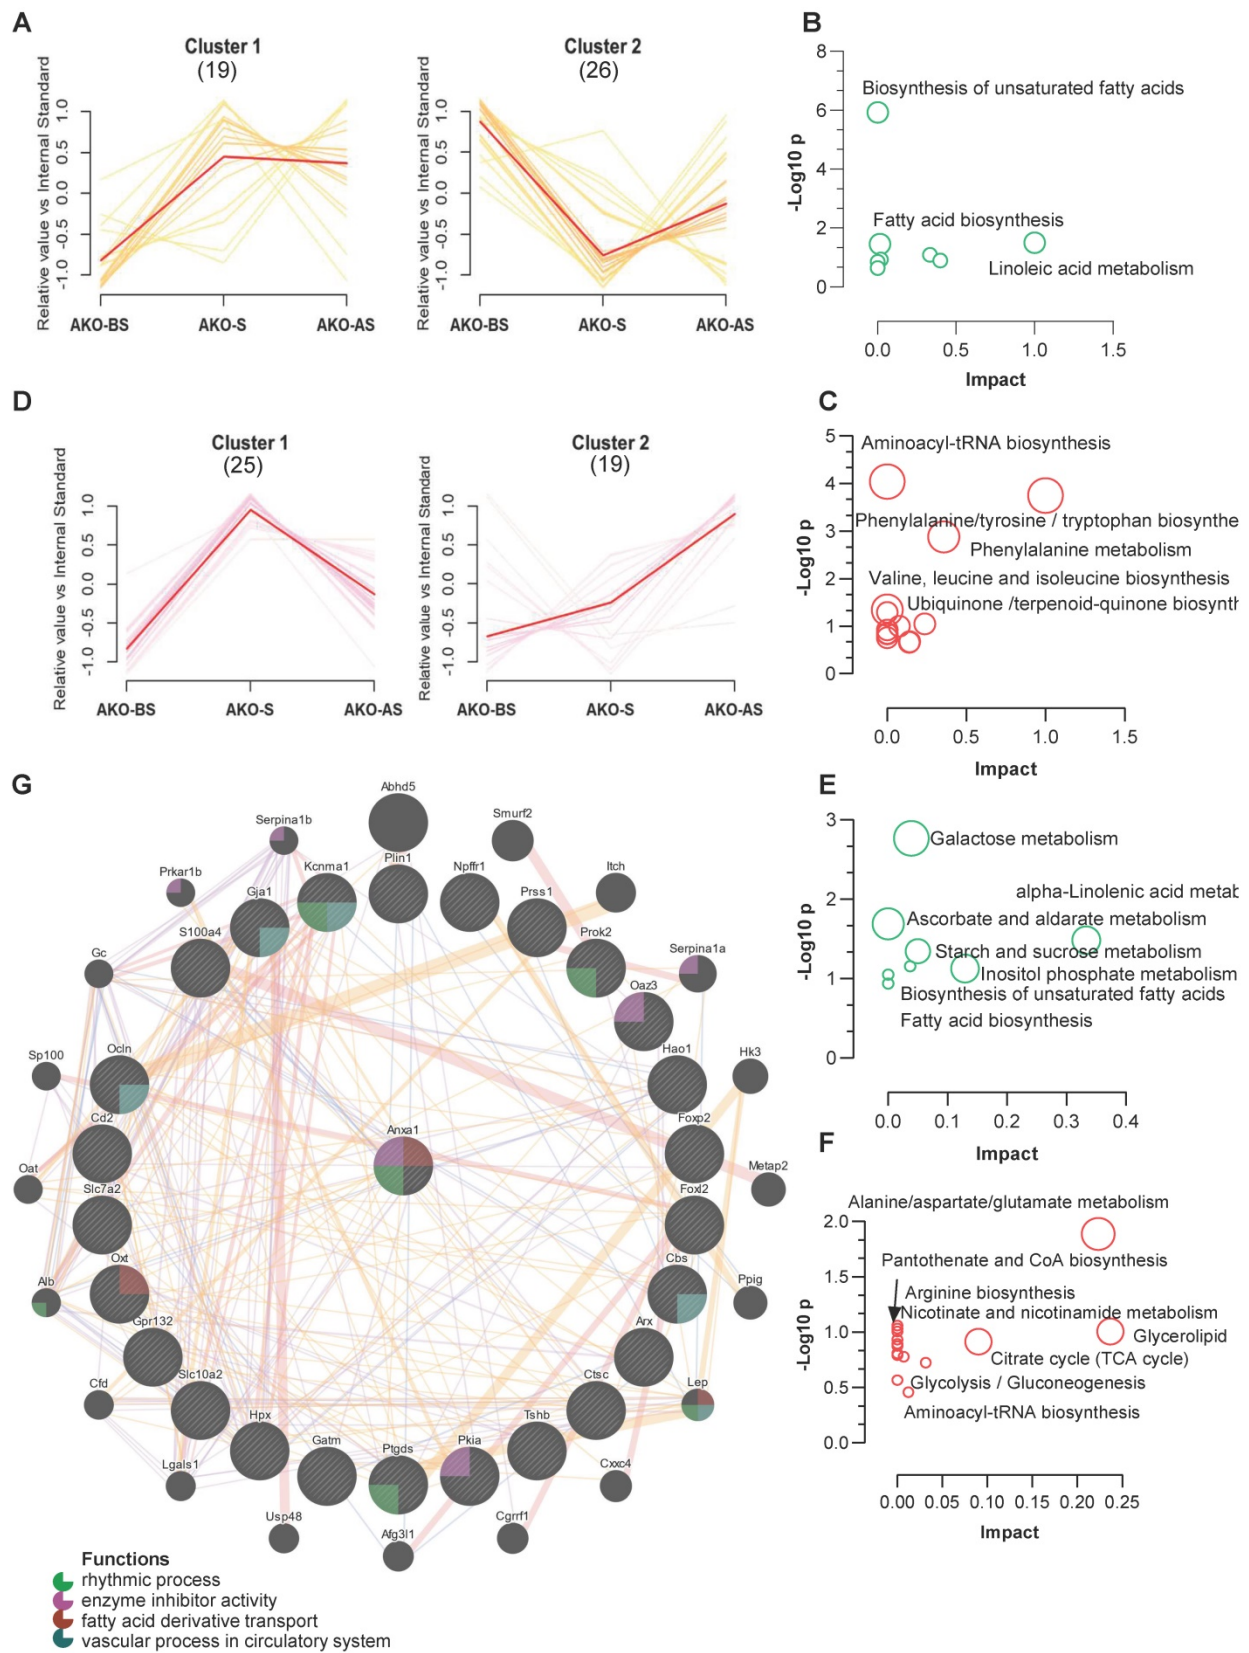 A
Cluster 1
(19)
Relative value vs Internal Standard
1.0
0.5
0.0
-0.5
-1.0
AKO-BS
AKO-S
AKO-AS
Cluster 2
(26)
Relative value vs Internal Standard
1.0
0.5
0.0
-0.5
-1.0
AKO-BS
AKO-S
AKO-AS
B
-Log10 p
8
6
4
2
0
Biosynthesis of unsaturated fatty acids
Fatty acid biosynthesis
Linoleic acid metabolism
0.0
0.5
1.0
1.5
Impact
D
Cluster 1
(25)
Relative value vs Internal Standard
1.0
0.5
0.0
-0.5
-1.0
AKO-BS
AKO-S
AKO-AS
Cluster 2
(19)
Relative value vs Internal Standard
1.0
0.5
0.0
-0.5
-1.0
AKO-BS
AKO-S
AKO-AS
C
-Log10 p
5
4
3
2
1
0
Aminoacyl-tRNA biosynthesis
Phenylalanine/tyrosine / tryptophan biosynthe
Phenylalanine metabolism
Valine, leucine and isoleucine biosynthesis
Ubiquinone /terpenoid-quinone biosynth
0.0
0.5
1.0
1.5
Impact
G
Abhd5
Smurf2
Serpina1b
Itch
Plin1
Kcnma1
Npffr1
Prkar1b
Gja1
Prss1
S100a4
Prok2
Gc
Serpina1a
Oaz3
Sp100
Ocln
Hao1
Hk3
Cd2
Anxa1
Foxp2
Oat
Metap2
Slc7a2
Foxl2
Oxt
Cbs
Alb
Ppig
Gpr132
Arx
Slc10a2
Ctsc
Cfd
Lep
Hpx
Tshb
Gatm
Ptgds
Pkia
Lgals1
Cxxc4
Usp48
Afg3l1
Cgrrf1
Functions
rhythmic process
enzyme inhibitor activity
fatty acid derivative transport
vascular process in circulatory system
E
-Log10 p
3
2
1
0
Galactose metabolism
alpha-Linolenic acid metab
Ascorbate and aldarate metabolism
Starch and sucrose metabolism
Inositol phosphate metabolism
Biosynthesis of unsaturated fatty acids
Fatty acid biosynthesis
0.0
0.1
0.2
0.3
0.4
Impact
F
-Log10 p
2.0
1.5
1.0
0.5
0.0
Alanine/aspartate/glutamate metabolism
Pantothenate and CoA biosynthesis
Arginine biosynthesis
Nicotinate and nicotinamide metabolism
Glycerolipid
Citrate cycle (TCA cycle)
Glycolysis / Gluconeogenesis
Aminoacyl-tRNA biosynthesis
0.00
0.05
0.10
0.15
0.20
0.25
Impact